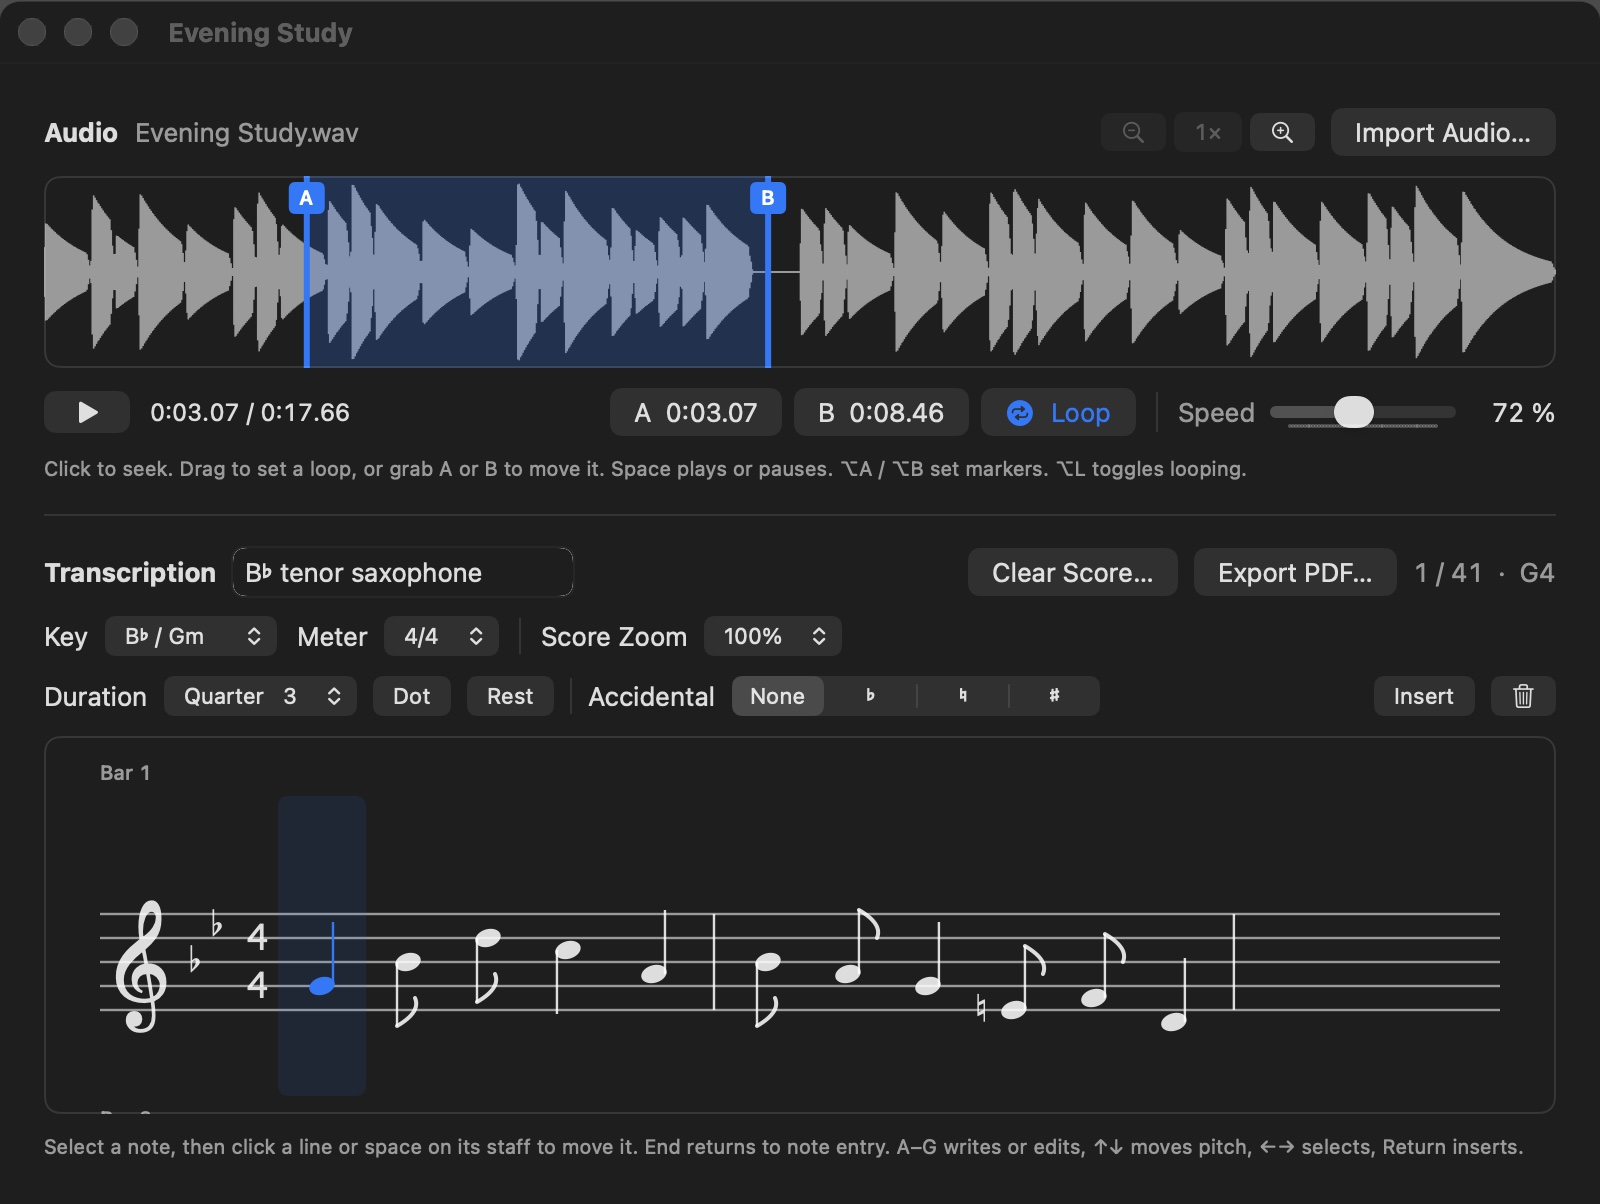 Evening Study
Audio Evening Study.wav 1× Import Audio...
A B
0:03.07 / 0:17.66 A 0:03.07 B 0:08.46 Loop Speed 72 %
Click to seek. Drag to set a loop, or grab A or B to move it. Space plays or pauses. ⌥A / ⌥B set markers. ⌥L toggles looping.
Transcription B♭ tenor saxophone Clear Score... Export PDF... 1 / 41 · G4
Key B♭ / Gm Meter 4/4 Score Zoom 100%
Duration Quarter 3 Dot Rest Accidental None ♭ ♮ ♯ Insert
Bar 1
4
4
Select a note, then click a line or space on its staff to move it. End returns to note entry. A–G writes or edits, ↑↓ moves pitch, ←→ selects, Return inserts.